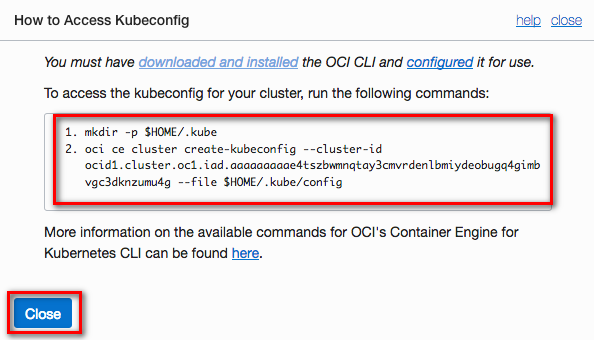 How to Access Kubeconfig help close
You must have downloaded and installed the OCI CLI and configured it for use.
To access the kubeconfig for your cluster, run the following commands:
1. mkdir -p $HOME/.kube
2. oci ce cluster create-kubeconfig --cluster-id
ocid1.cluster.oc1.iad.aaaaaaaaae4tszbwmnqtay3cmvrdenlbmiydeobugq4gimb
vgc3dknzumu4g --file $HOME/.kube/config
More information on the available commands for OCI's Container Engine for
Kubernetes CLI can be found here.
Close